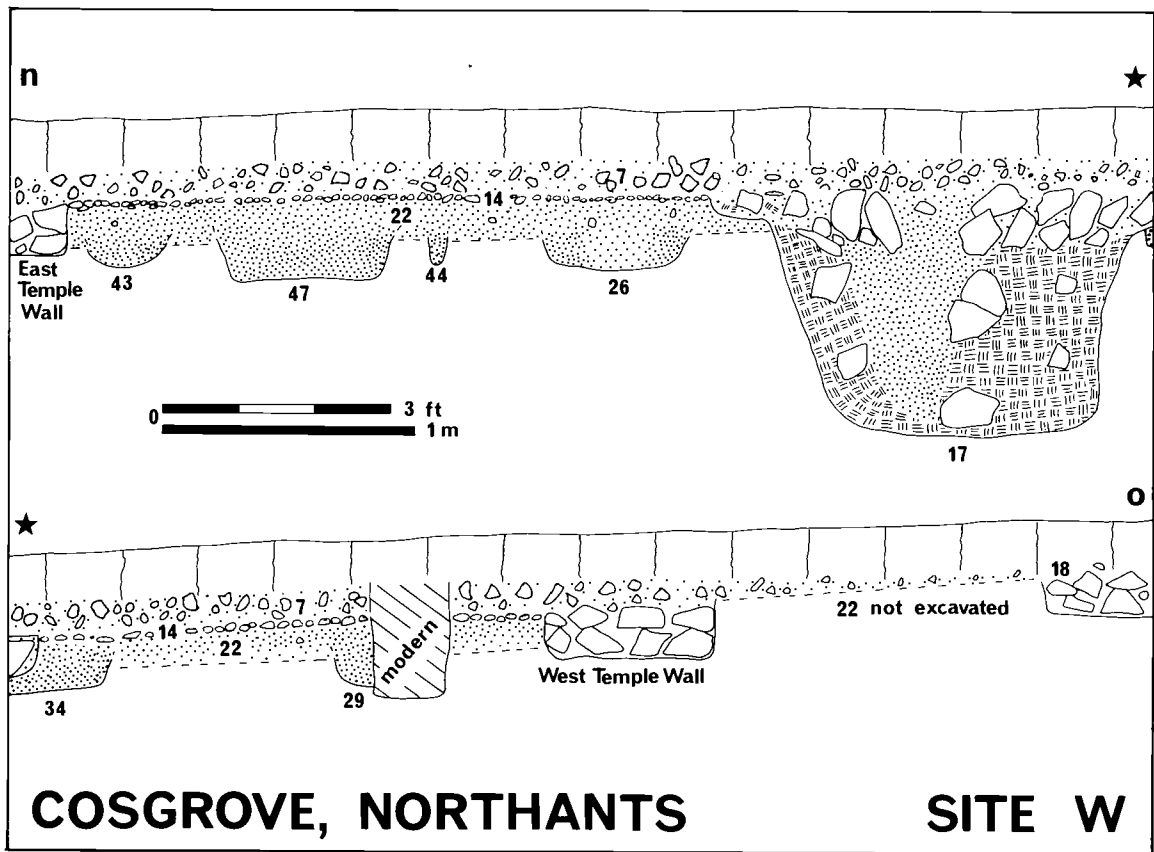 n
7
14
22
East
Temple
Wall
43
47
44
26
17
0 3 ft
1 m
o
18
7
14
22
22 not excavated
modern
West Temple Wall
34
29
COSGROVE, NORTHANTS SITE W